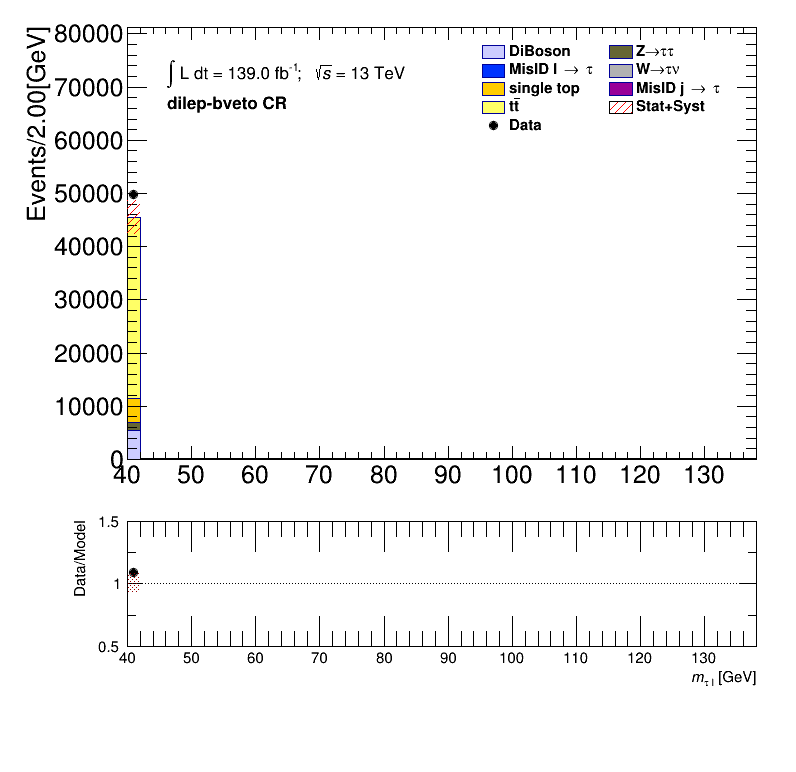 Events/2.00[GeV]
80000
70000
60000
50000
40000
30000
20000
10000
0
∫ L dt = 139.0 fb⁻¹; √s = 13 TeV
dilep-bveto CR
DiBoson
MisID l → τ
single top
tt̄
Data
Z→ττ
W→τν
MisID j → τ
Stat+Syst
40 50 60 70 80 90 100 110 120 130
Data/Model
1.5
1
0.5
40 50 60 70 80 90 100 110 120 130
m_{τ l} [GeV]